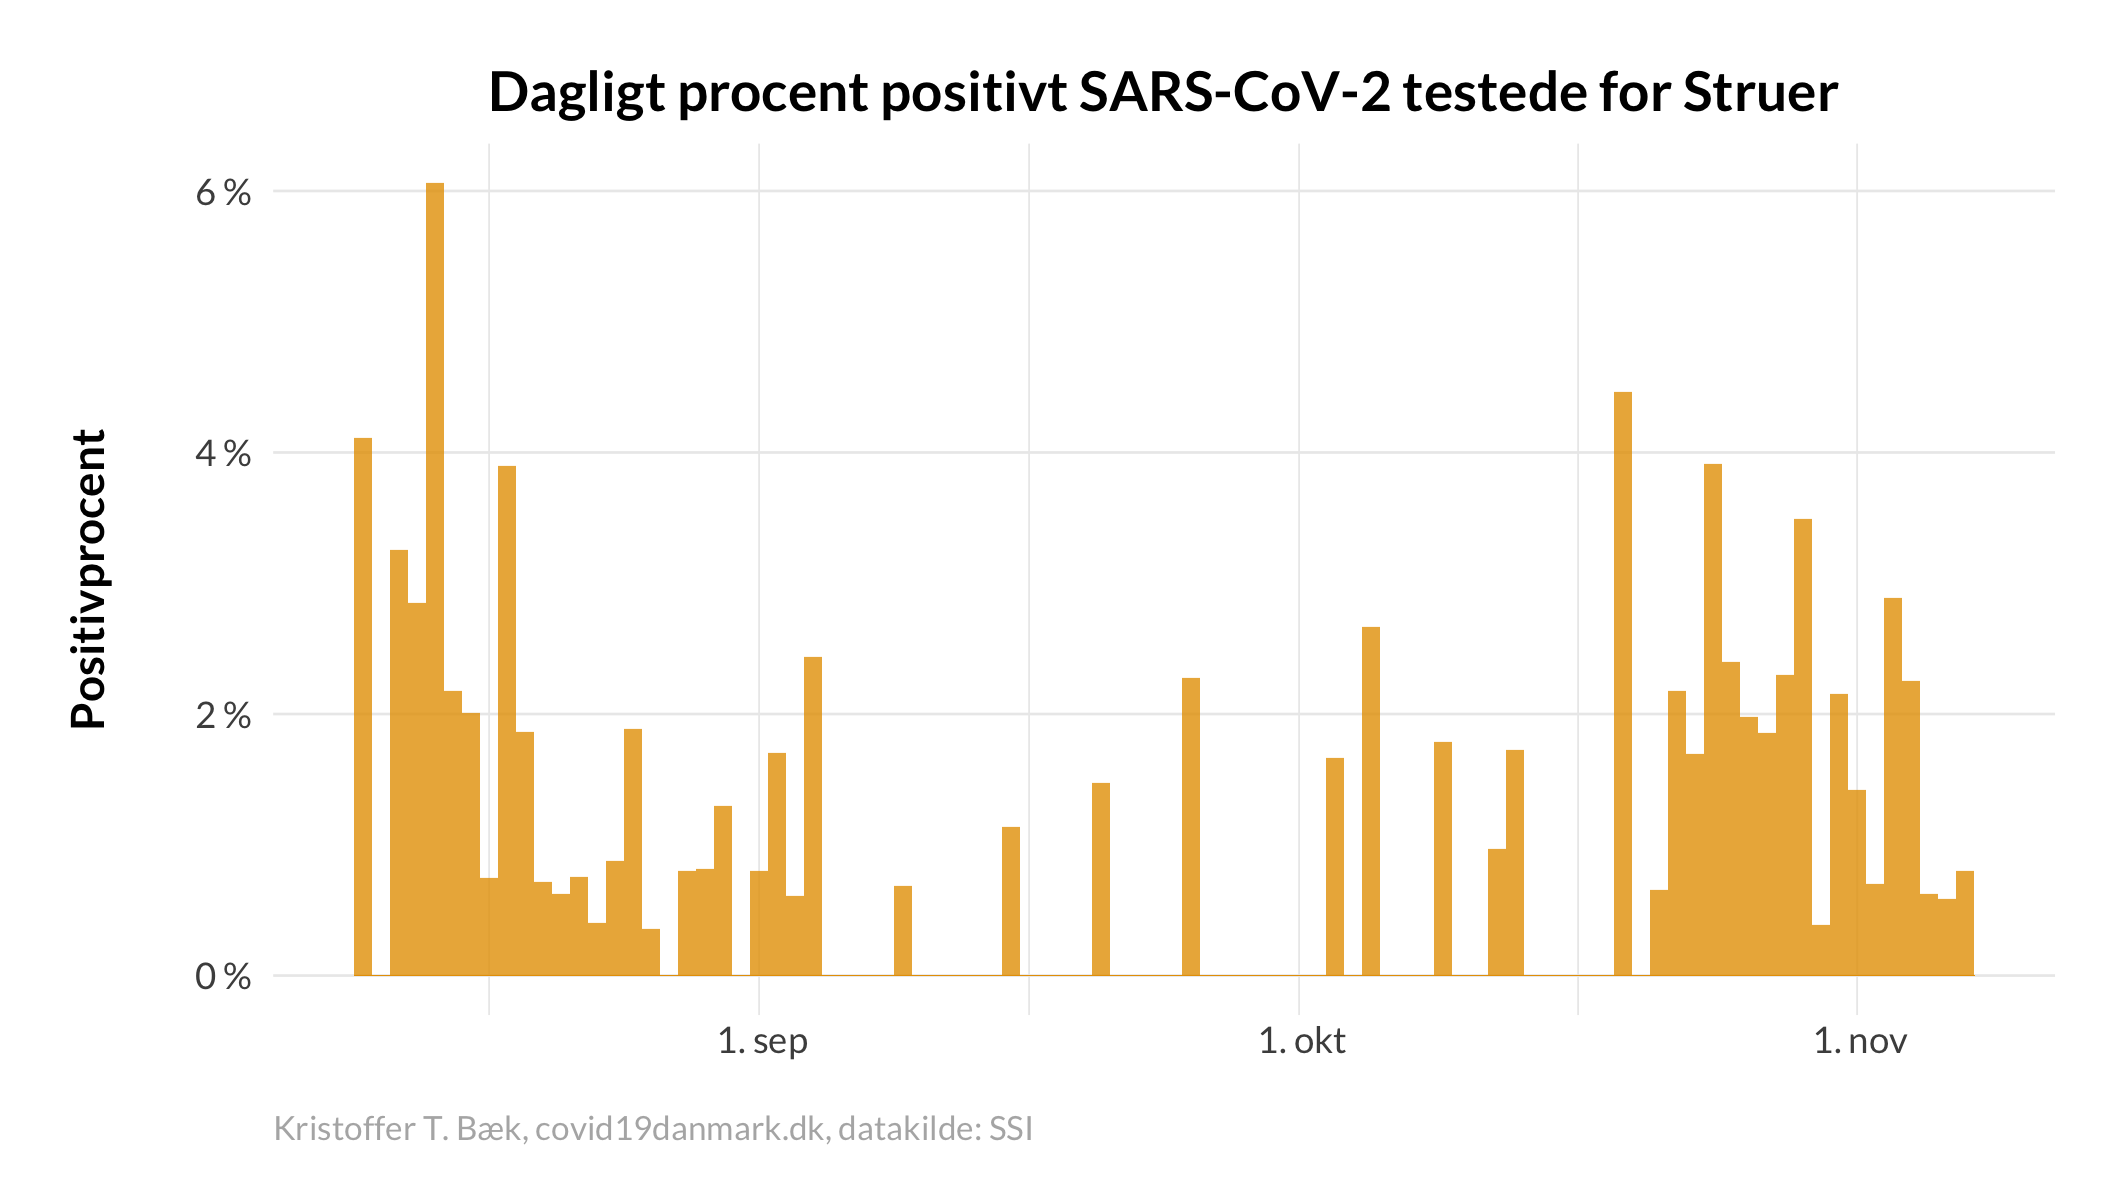 Dagligt procent positivt SARS-CoV-2 testede for Struer
Positivprocent
6 %
4 %
2 %
0 %
1. sep
1. okt
1. nov
Kristoffer T. Bæk, covid19danmark.dk, datakilde: SSI